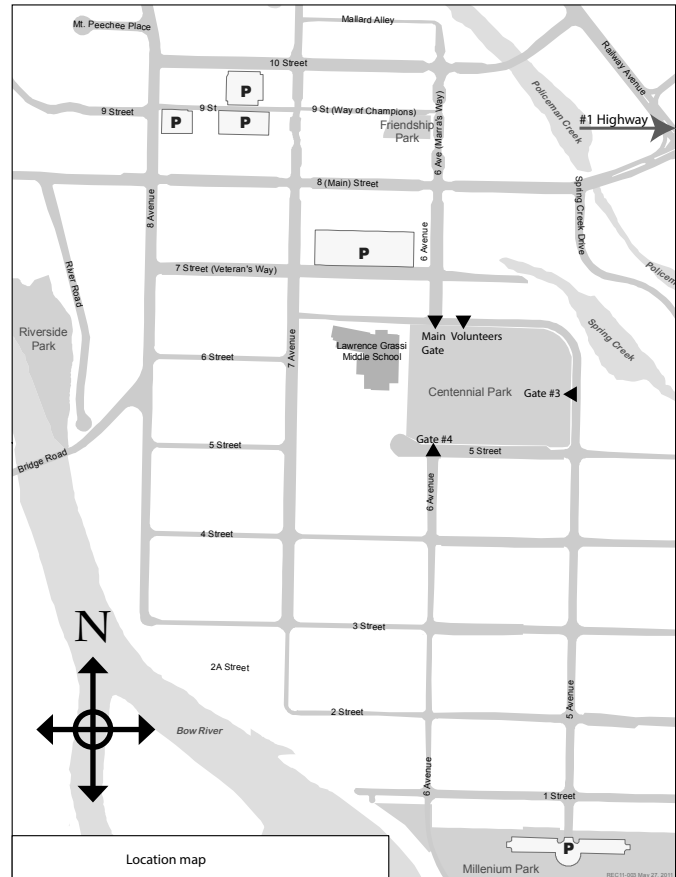 Mt. Peechee Place
Mallard Alley
Railway Avenue
10 Street
P
Policeman Creek
9 Street
9 St
9 St (Way of Champions)
#1 Highway
P
P
Friendship
Park
6 Ave (Marra's Way)
8 (Main) Street
Spring Creek Drive
8 Avenue
6 Avenue
P
7 Street (Veteran's Way)
River Road
Riverside
Park
Main
Gate
Volunteers
Spring Creek
7 Avenue
Lawrence Grassi
Middle School
6 Street
Centennial Park
Gate #3
5 Street
Gate #4
5 Street
Bridge Road
6 Avenue
4 Street
N
3 Street
2A Street
5 Avenue
2 Street
Bow River
6 Avenue
1 Street
P
Location map
Millenium Park